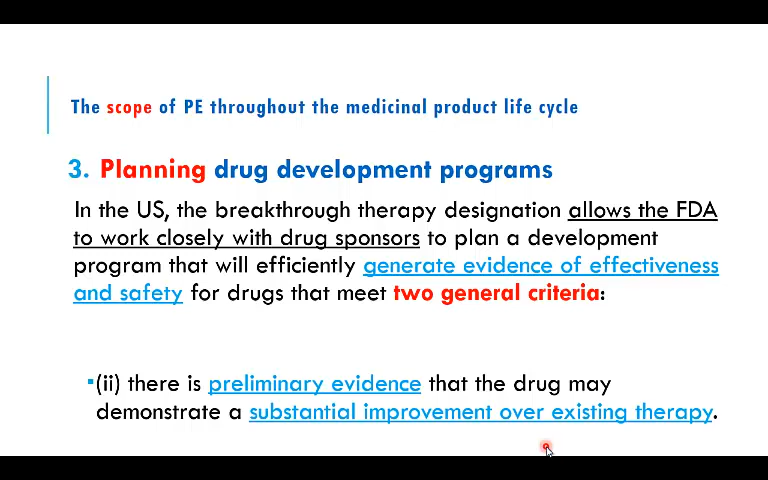 The scope of PE throughout the medicinal product life cycle
3. Planning drug development programs
In the US, the breakthrough therapy designation allows the FDA
to work closely with drug sponsors to plan a development
program that will efficiently generate evidence of effectiveness
and safety for drugs that meet two general criteria:
▪(ii) there is preliminary evidence that the drug may
demonstrate a substantial improvement over existing therapy.